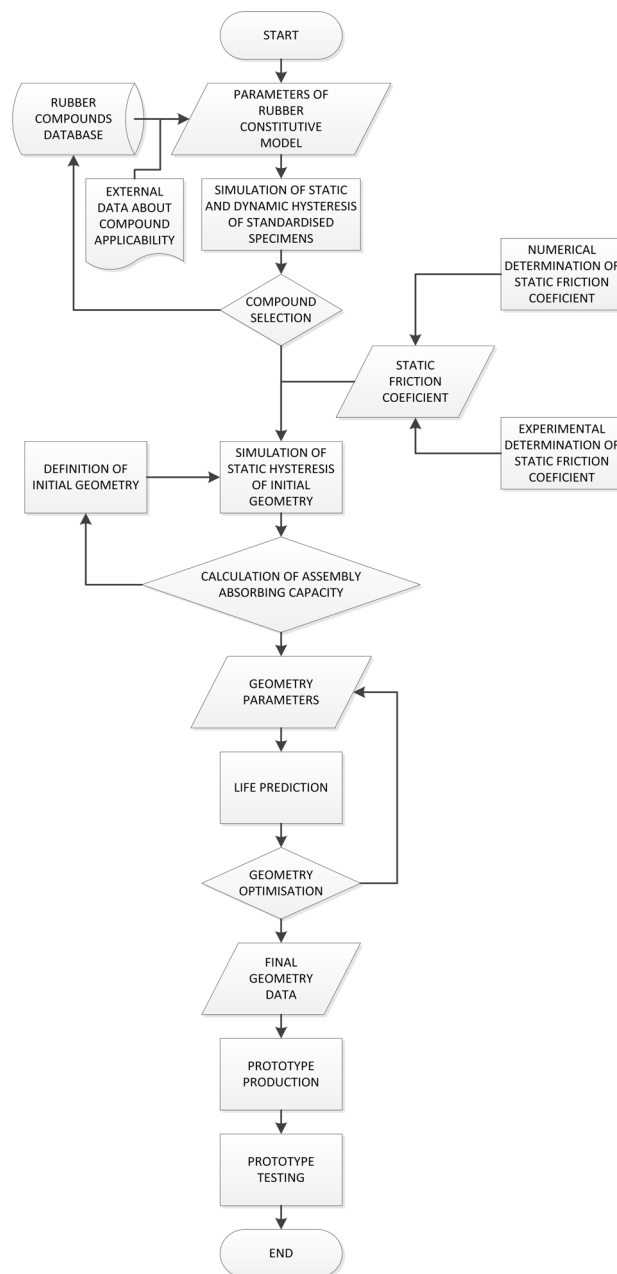 START
RUBBER
COMPOUNDS
DATABASE
PARAMETERS OF
RUBBER
CONSTITUTIVE
MODEL
EXTERNAL
DATA ABOUT
COMPOUND
APPLICABILITY
SIMULATION OF STATIC
AND DYNAMIC HYSTERESIS
OF STANDARDISED
SPECIMENS
COMPOUND
SELECTION
NUMERICAL
DETERMINATION OF
STATIC FRICTION
COEFICIENT
STATIC
FRICTION
COEFICIENT
EXPERIMENTAL
DETERMINATION OF
STATIC FRICTION
COEFICIENT
DEFINITION OF
INITIAL GEOMETRY
SIMULATION OF
STATIC HYSTERESIS
OF INITIAL
GEOMETRY
CALCULATION OF ASSEMBLY
ABSORBING CAPACITY
GEOMETRY
PARAMETERS
LIFE PREDICTION
GEOMETRY
OPTIMISATION
FINAL
GEOMETRY
DATA
PROTOTYPE
PRODUCTION
PROTOTYPE
TESTING
END